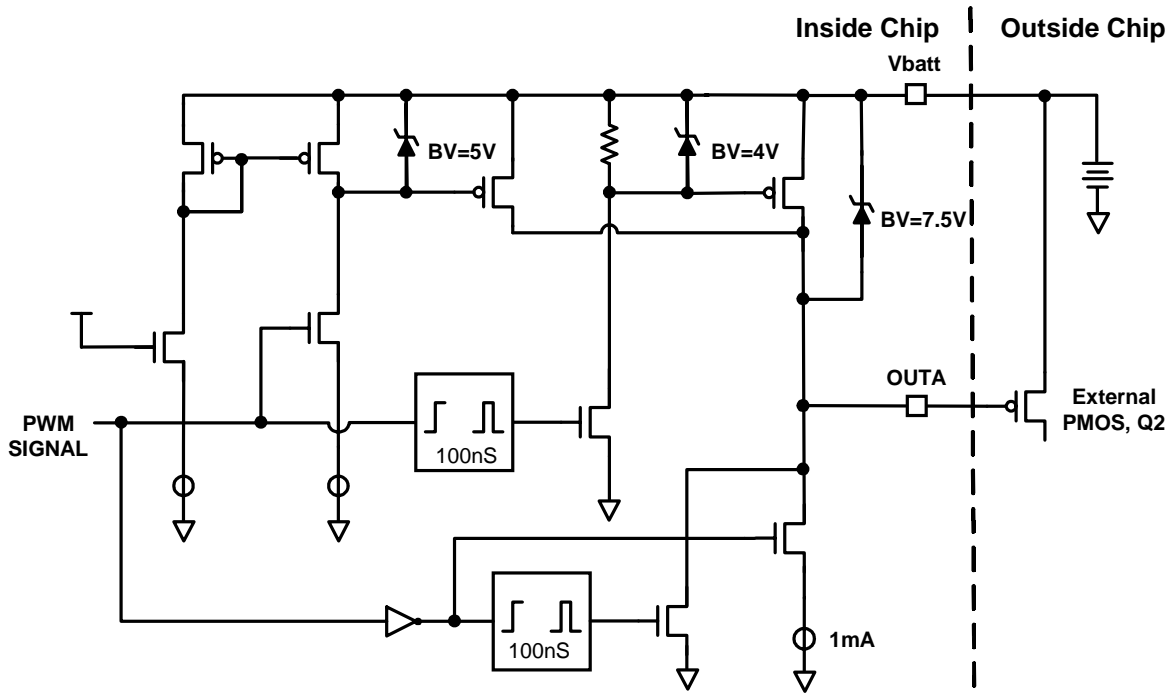 Inside Chip
Outside Chip
Vbatt
BV=5V
BV=4V
BV=7.5V
OUTA
External
PMOS, Q2
PWM
SIGNAL
100nS
100nS
1mA